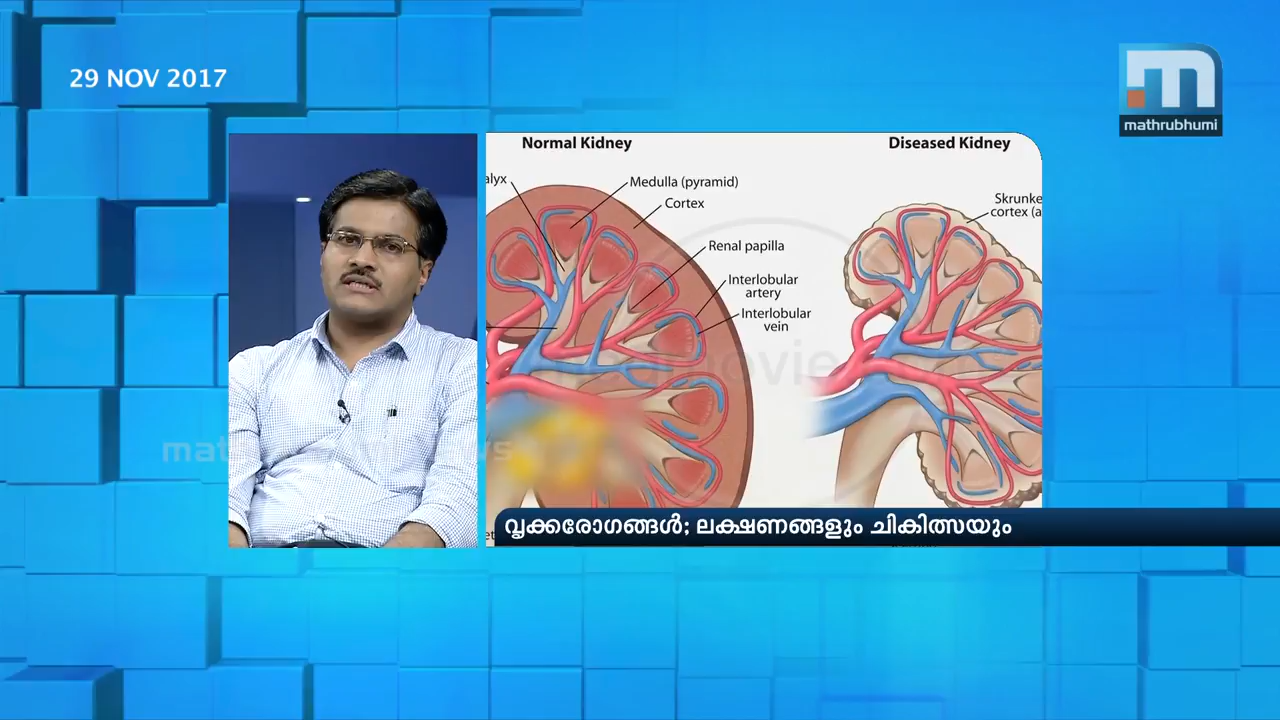 29 NOV 2017
mathrubhumi
Normal Kidney
Diseased Kidney
alyx
Medulla (pyramid)
Cortex
Renal papilla
Interlobular
artery
Interlobular
vein
Skrunke
cortex (a
വൃക്കരോഗങ്ങൾ; ലക്ഷണങ്ങളും ചികിത്സയും